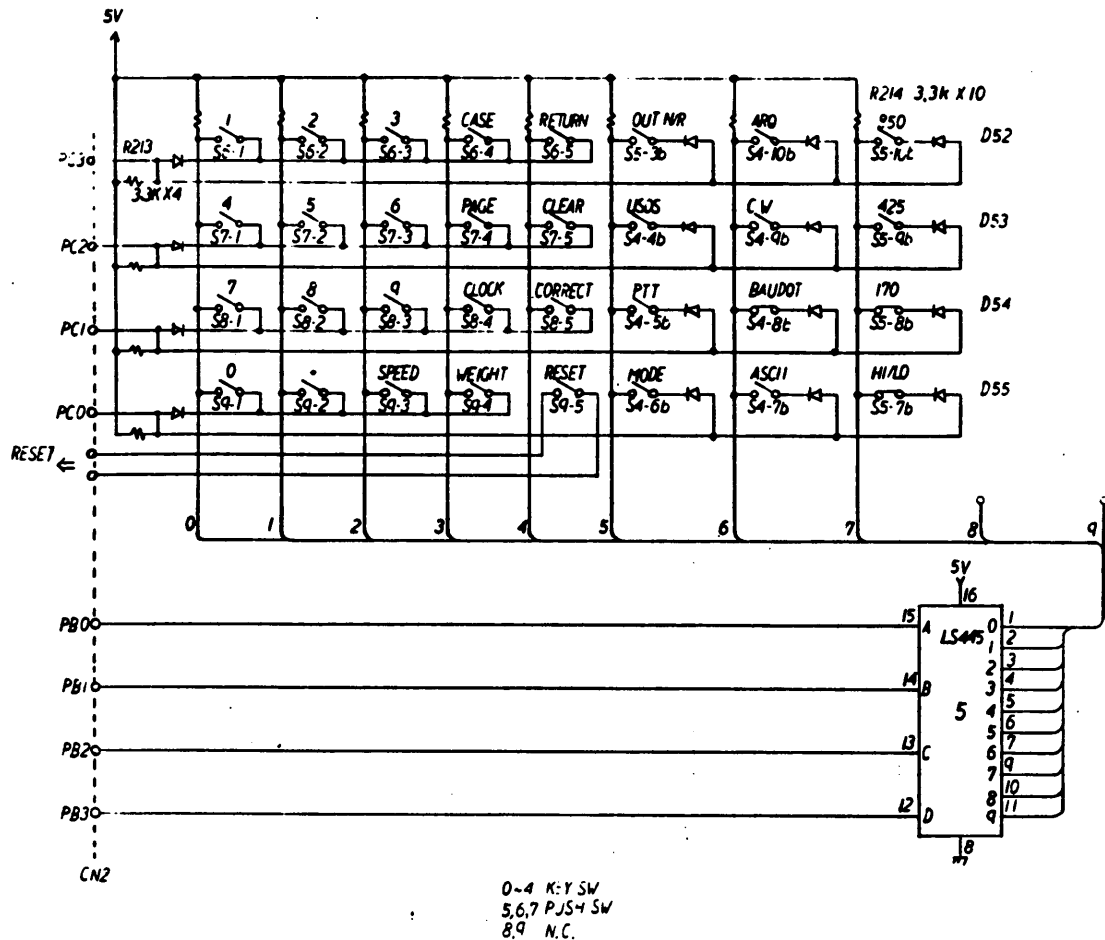 5V
R214 3.3K X 10
1 2 3 CASE RETURN OUT N/R ARQ 850 D52
R213 S6-1 S6-2 S6-3 S6-4 S6-5 S5-3b S4-10b
3.3K X 4
4 5 6 PAGE CLEAR USOS C.W 425 D53
PC2 S7-1 S7-2 S7-3 S7-4 S7-5 S4-4b S4-9b S5-9b
7 8 9 CLOCK CORRECT PTT BAUDOT 170 D54
PC1 S8-1 S8-2 S8-3 S8-4 S8-5 S4-5b S4-8b S5-8b
0 . SPEED WEIGHT RESET MODE ASCII HI/LO D55
PC0 S9-1 S9-2 S9-3 S9-4 S9-5 S4-6b S4-7b S5-7b
RESET
⇐
0 1 2 3 4 5 6 7 8 9
5V
16
PB0 15 A LS445 0 1
1 2
PB1 14 B 2 3
3 4
5 4 5
5 6
PB2 13 C 6 7
7 9
8 10
PB3 12 D 9 11
8
CN2
0~4 KEY SW
5,6,7 PUSH SW
8,9 N.C.